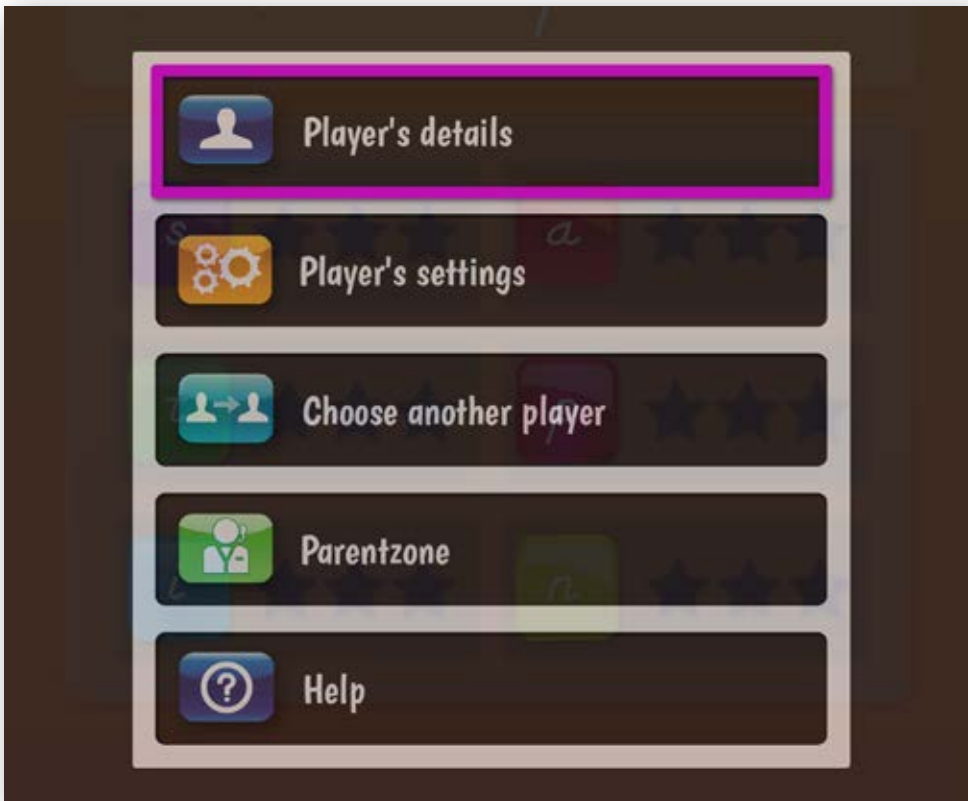 Player's details
Player's settings
Choose another player
Parentzone
Help
s
a
p
n